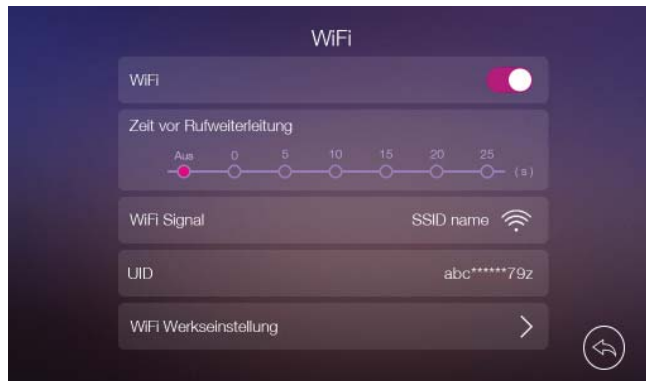 WiFi
WiFi
Zeit vor Rufweiterleitung
Aus 0 5 10 15 20 25 (s)
WiFi Signal SSID name
UID abc******79z
WiFi Werkseinstellung